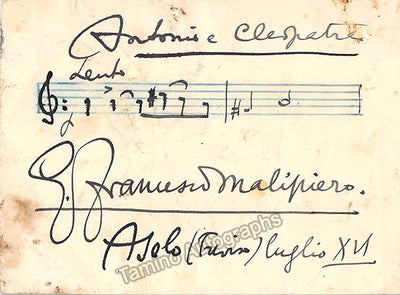 Antonio e Cleopatra
Lento
G. Francesco Malipiero.
Asolo (Treviso) luglio XVI
Tamino Autographs